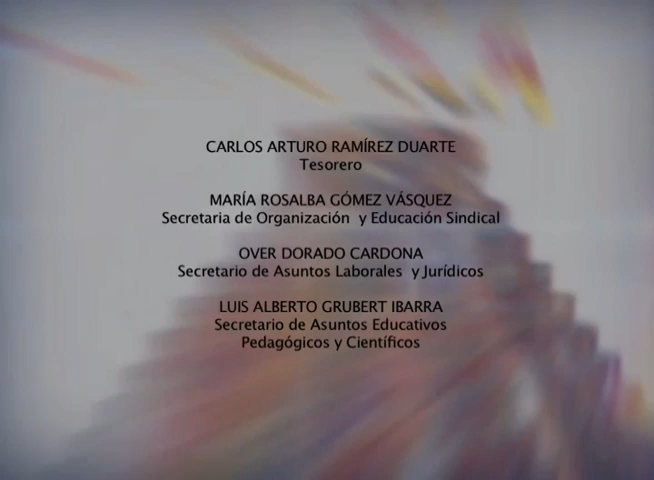 CARLOS ARTURO RAMÍREZ DUARTE
Tesorero
MARÍA ROSALBA GÓMEZ VÁSQUEZ
Secretaria de Organización y Educación Sindical
OVER DORADO CARDONA
Secretario de Asuntos Laborales y Jurídicos
LUIS ALBERTO GRUBERT IBARRA
Secretario de Asuntos Educativos
Pedagógicos y Científicos